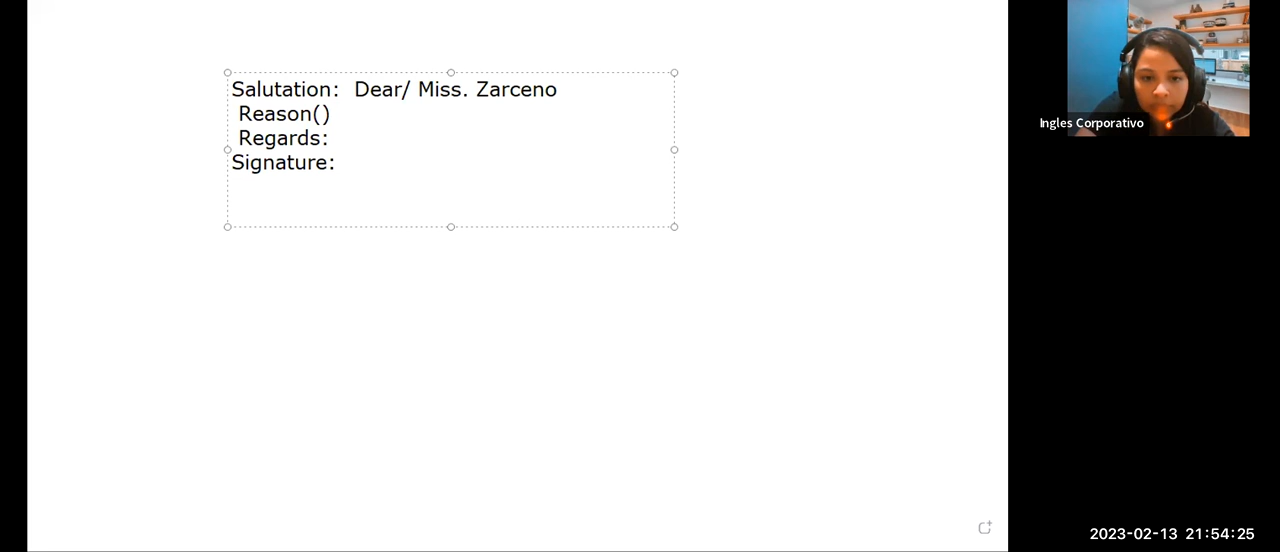 Salutation:  Dear/ Miss. Zarceno
Reason()
Regards:
Signature:
Ingles Corporativo
2023-02-13 21:54:25